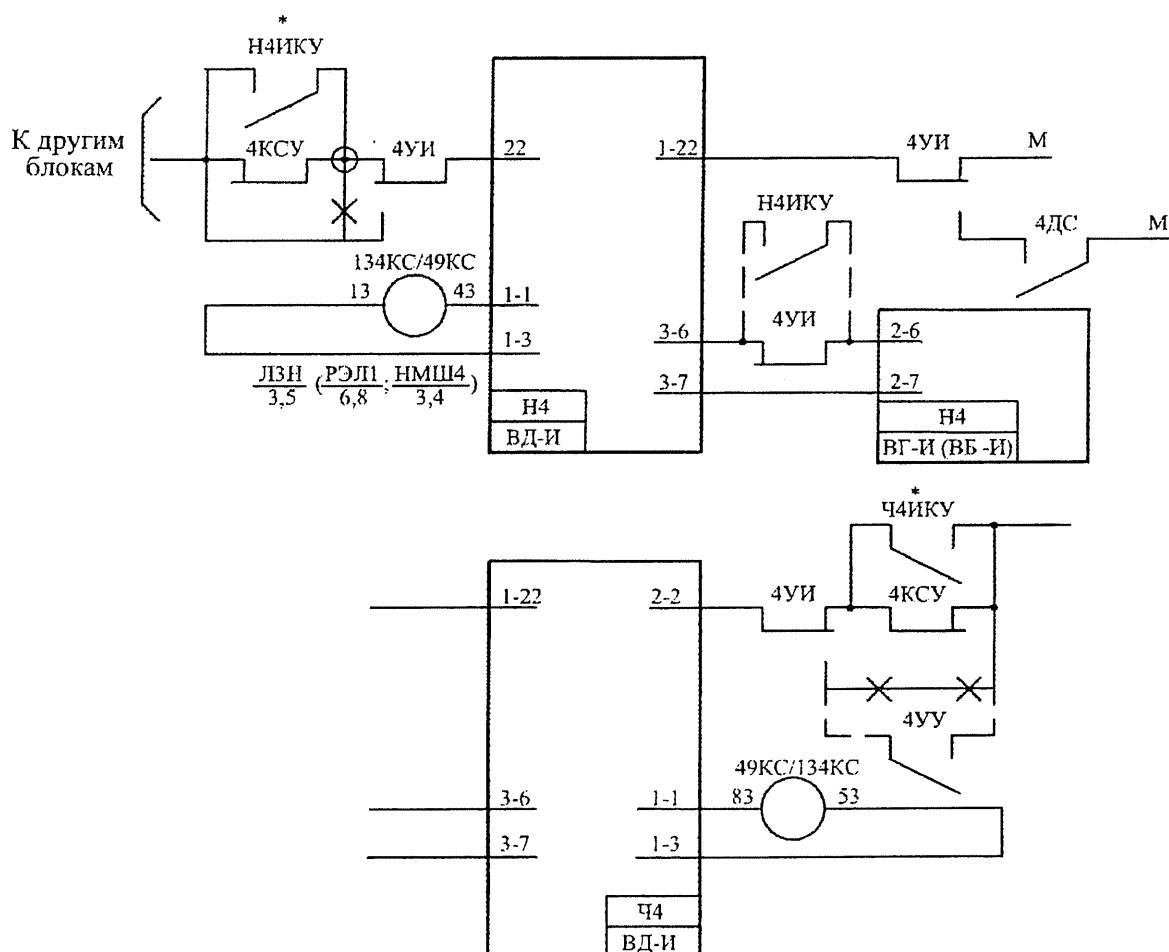 *
Н4ИКУ
К другим
блокам
4КСУ
4УИ
22
1-22
4УИ
М
Н4ИКУ
4ДС
М
134КС/49КС
13
43
1-1
1-3
3-6
4УИ
2-6
3-7
2-7
ЛЗН/3,5 (РЭЛ1/6,8; НМШ4/3,4)
Н4
ВД-И
Н4
ВГ-И (ВБ -И)
*
Ч4ИКУ
1-22
2-2
4УИ
4КСУ
4УУ
49КС/134КС
3-6
1-1
83
53
3-7
1-3
Ч4
ВД-И